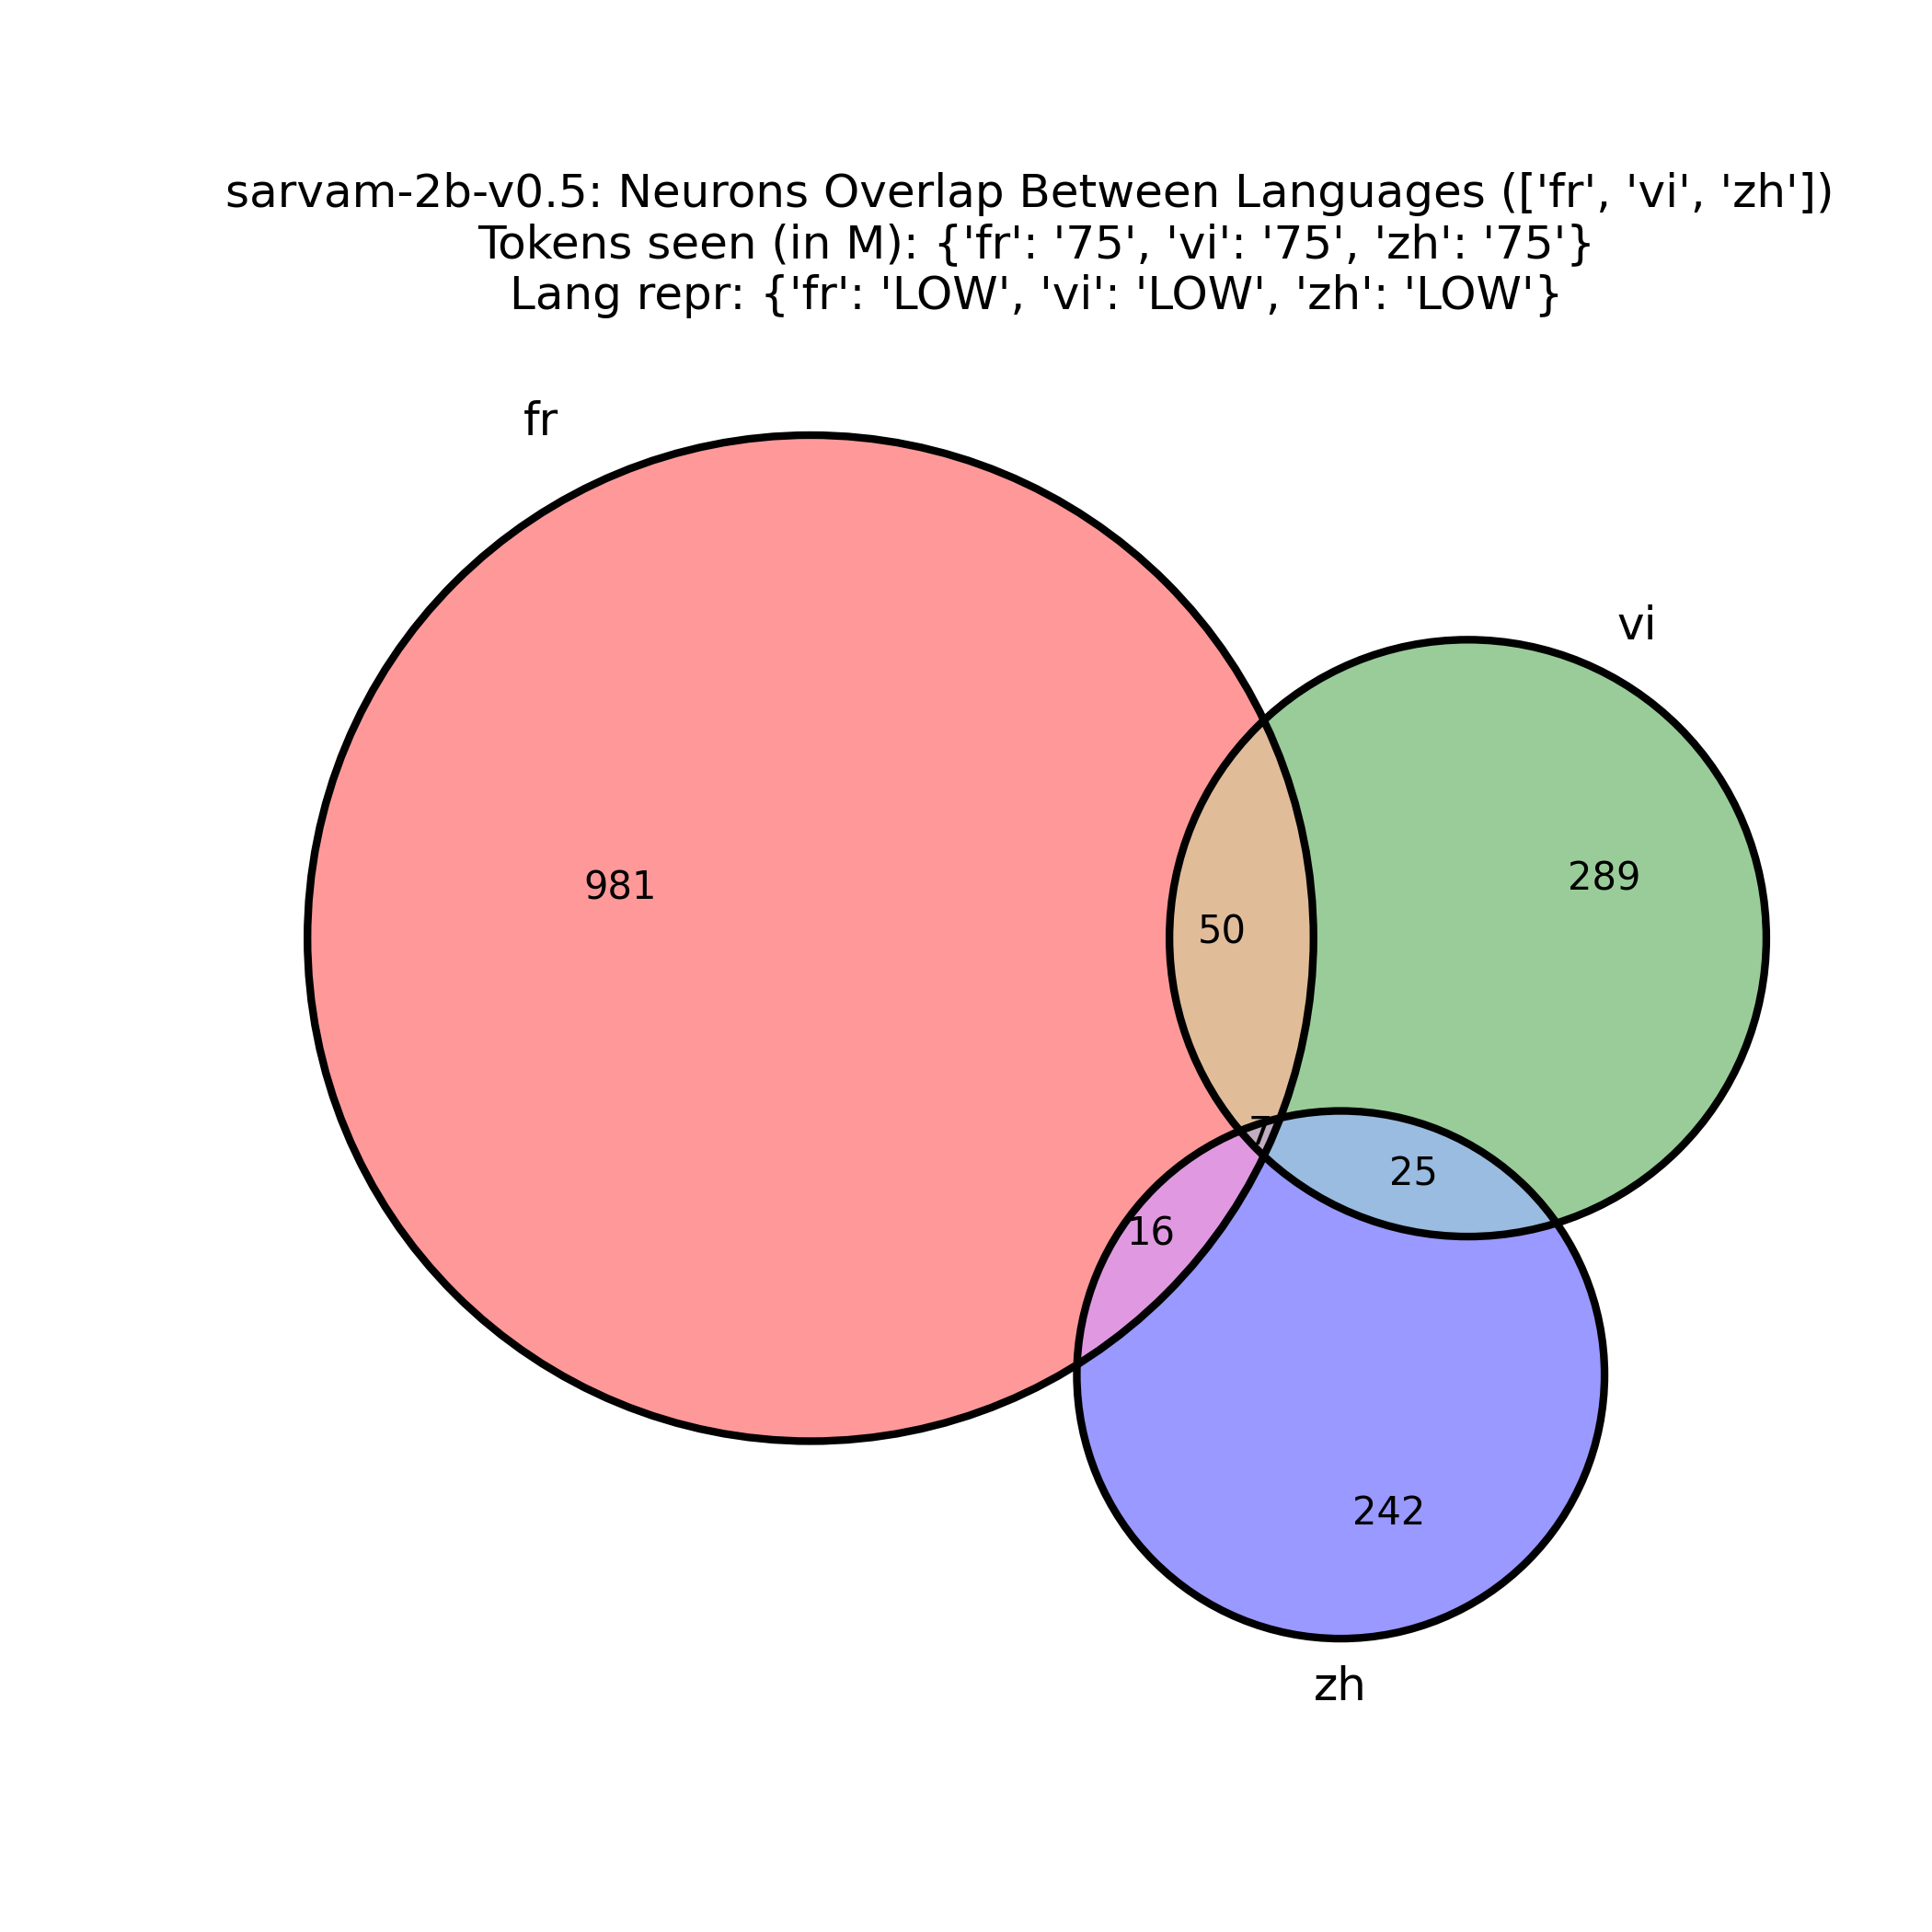 sarvam-2b-v0.5: Neurons Overlap Between Languages (['fr', 'vi', 'zh'])
Tokens seen (in M): {'fr': '75', 'vi': '75', 'zh': '75'}
Lang repr: {'fr': 'LOW', 'vi': 'LOW', 'zh': 'LOW'}
fr
vi
289
981
50
7
25
16
242
zh